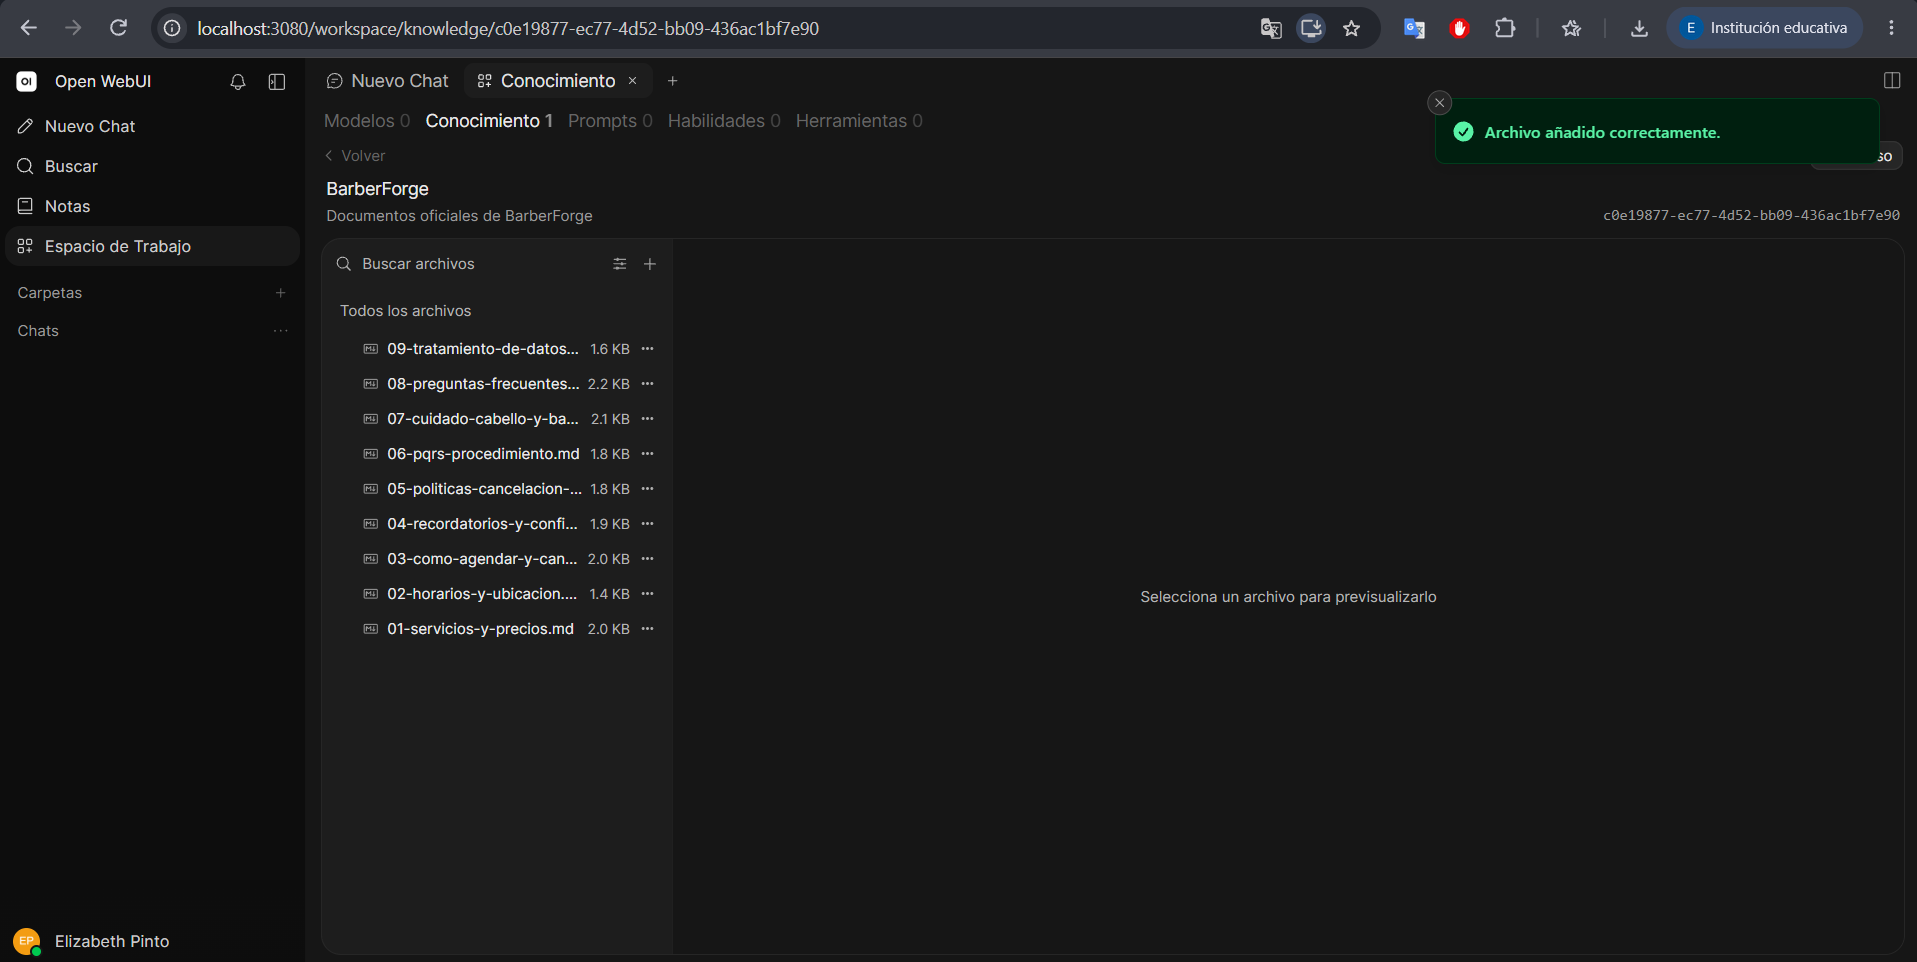 localhost:3080/workspace/knowledge/c0e19877-ec77-4d52-bb09-436ac1bf7e90
E Institución educativa
OI Open WebUI
Nuevo Chat
Buscar
Notas
Espacio de Trabajo
Carpetas
Chats
Nuevo Chat
Conocimiento
Modelos 0 Conocimiento 1 Prompts 0 Habilidades 0 Herramientas 0
Archivo añadido correctamente.
Volver
so
BarberForge
Documentos oficiales de BarberForge
c0e19877-ec77-4d52-bb09-436ac1bf7e90
Buscar archivos
Todos los archivos
09-tratamiento-de-datos... 1.6 KB
08-preguntas-frecuentes... 2.2 KB
07-cuidado-cabello-y-ba... 2.1 KB
06-pqrs-procedimiento.md 1.8 KB
05-politicas-cancelacion-... 1.8 KB
04-recordatorios-y-confi... 1.9 KB
03-como-agendar-y-can... 2.0 KB
02-horarios-y-ubicacion.... 1.4 KB
01-servicios-y-precios.md 2.0 KB
Selecciona un archivo para previsualizarlo
EP Elizabeth Pinto